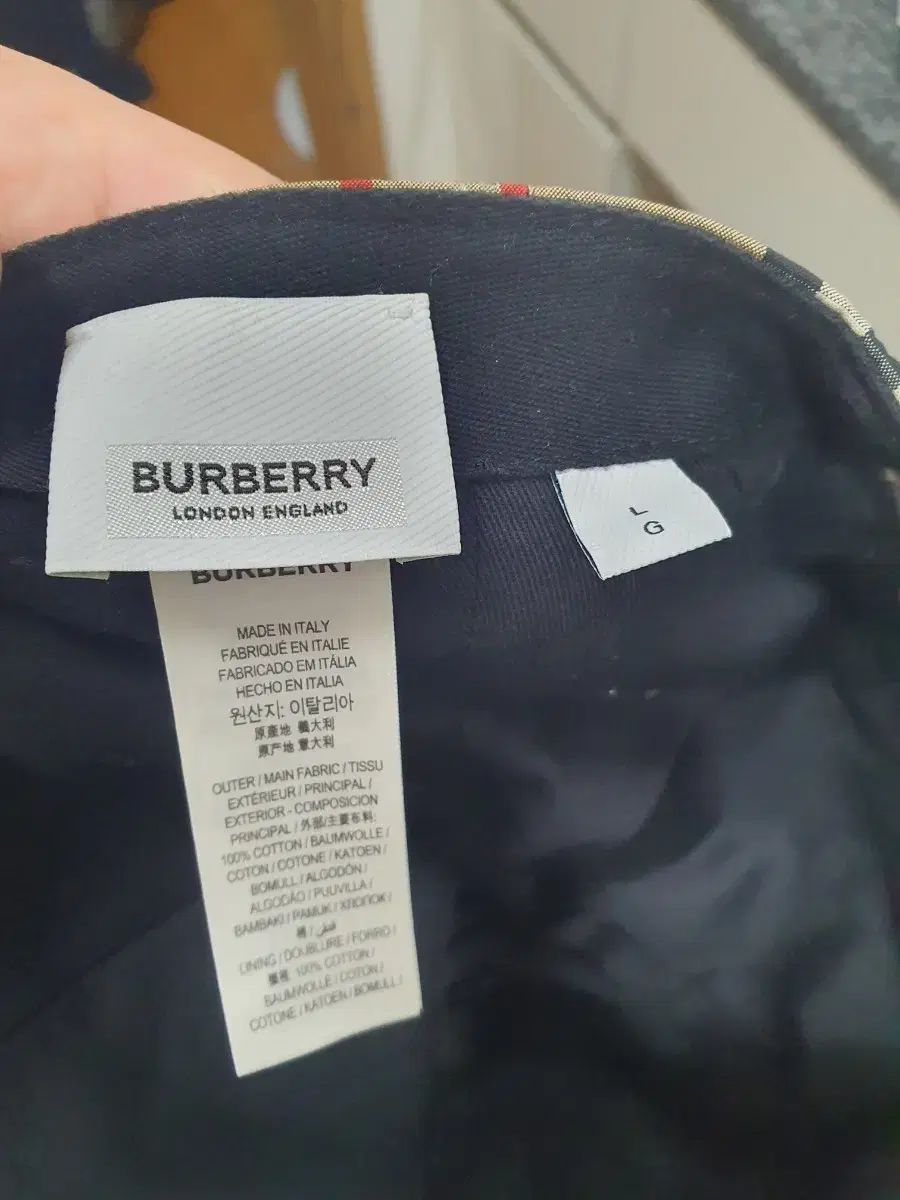 BURBERRY
LONDON ENGLAND
L
G
BURBERRY
MADE IN ITALY
FABRIQUÉ EN ITALIE
FABRICADO EM ITÁLIA
HECHO EN ITALIA
원산지: 이탈리아
原產地 義大利
原产地 意大利
OUTER / MAIN FABRIC / TISSU
EXTÉRIEUR / PRINCIPAL /
EXTERIOR - COMPOSICION
PRINCIPAL / 外部/主要布料:
100% COTTON / BAUMWOLLE /
COTON / COTONE / KATOEN /
BOMULL / ALGODÓN /
ALGODÃO / PUUVILLA /
BAMBAKI / PAMUK / ХЛОПОК /
棉 / قطن /
LINING / DOUBLURE / FORRO /
100% COTTON /
BAUMWOLLE / COTON /
COTONE / KATOEN / BOMULL /